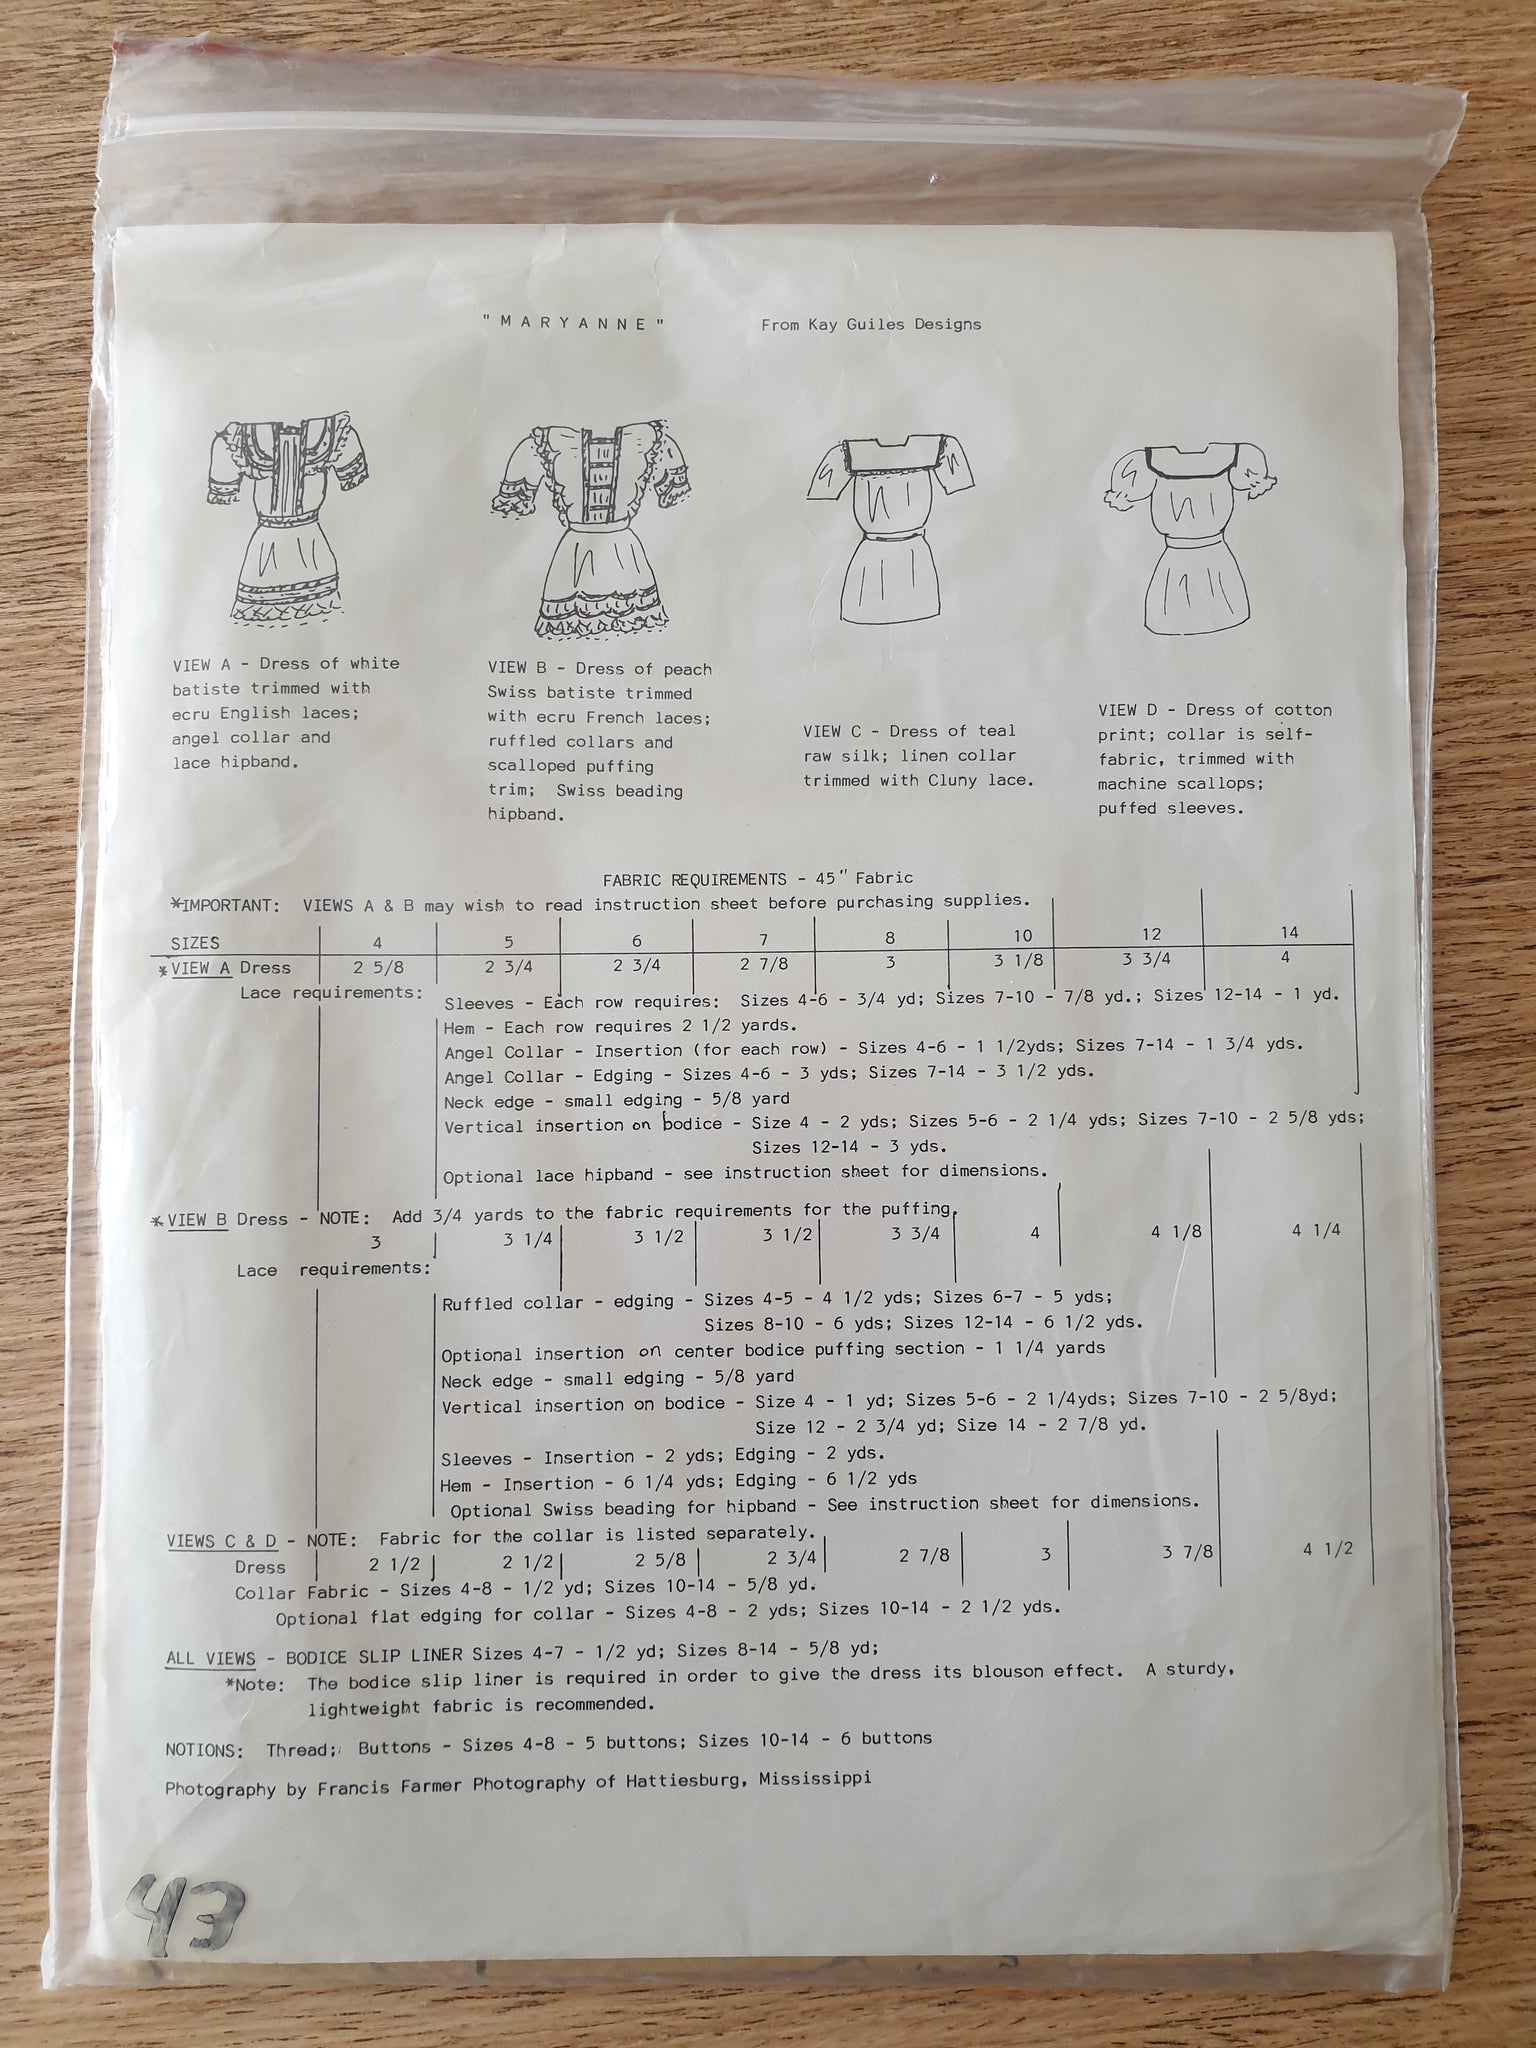 "MARYANNE" From Kay Guiles Designs
VIEW A - Dress of white
batiste trimmed with
ecru English laces;
angel collar and
lace hipband.
VIEW B - Dress of peach
Swiss batiste trimmed
with ecru French laces;
ruffled collars and
scalloped puffing
trim; Swiss beading
hipband.
VIEW C - Dress of teal
raw silk; linen collar
trimmed with Cluny lace.
VIEW D - Dress of cotton
print; collar is self-
fabric, trimmed with
machine scallops;
puffed sleeves.
FABRIC REQUIREMENTS - 45" Fabric
*IMPORTANT: VIEWS A & B may wish to read instruction sheet before purchasing supplies.
SIZES 4 5 6 7 8 10 12 14
*VIEW A Dress 2 5/8 2 3/4 2 3/4 2 7/8 3 3 1/8 3 3/4 4
Lace requirements:
Sleeves - Each row requires: Sizes 4-6 - 3/4 yd; Sizes 7-10 - 7/8 yd.; Sizes 12-14 - 1 yd.
Hem - Each row requires 2 1/2 yards.
Angel Collar - Insertion (for each row) - Sizes 4-6 - 1 1/2yds; Sizes 7-14 - 1 3/4 yds.
Angel Collar - Edging - Sizes 4-6 - 3 yds; Sizes 7-14 - 3 1/2 yds.
Neck edge - small edging - 5/8 yard
Vertical insertion on bodice - Size 4 - 2 yds; Sizes 5-6 - 2 1/4 yds; Sizes 7-10 - 2 5/8 yds;
Sizes 12-14 - 3 yds.
Optional lace hipband - see instruction sheet for dimensions.
*VIEW B Dress - NOTE: Add 3/4 yards to the fabric requirements for the puffing.
3 3 1/4 3 1/2 3 1/2 3 3/4 4 4 1/8 4 1/4
Lace requirements:
Ruffled collar - edging - Sizes 4-5 - 4 1/2 yds; Sizes 6-7 - 5 yds;
Sizes 8-10 - 6 yds; Sizes 12-14 - 6 1/2 yds.
Optional insertion on center bodice puffing section - 1 1/4 yards
Neck edge - small edging - 5/8 yard
Vertical insertion on bodice - Size 4 - 1 yd; Sizes 5-6 - 2 1/4yds; Sizes 7-10 - 2 5/8yd;
Size 12 - 2 3/4 yd; Size 14 - 2 7/8 yd.
Sleeves - Insertion - 2 yds; Edging - 2 yds.
Hem - Insertion - 6 1/4 yds; Edging - 6 1/2 yds
Optional Swiss beading for hipband - See instruction sheet for dimensions.
VIEWS C & D - NOTE: Fabric for the collar is listed separately.
Dress 2 1/2 2 1/2 2 5/8 2 3/4 2 7/8 3 3 7/8 4 1/2
Collar Fabric - Sizes 4-8 - 1/2 yd; Sizes 10-14 - 5/8 yd.
Optional flat edging for collar - Sizes 4-8 - 2 yds; Sizes 10-14 - 2 1/2 yds.
ALL VIEWS - BODICE SLIP LINER Sizes 4-7 - 1/2 yd; Sizes 8-14 - 5/8 yd;
*Note: The bodice slip liner is required in order to give the dress its blouson effect. A sturdy,
lightweight fabric is recommended.
NOTIONS: Thread; Buttons - Sizes 4-8 - 5 buttons; Sizes 10-14 - 6 buttons
Photography by Francis Farmer Photography of Hattiesburg, Mississippi
43